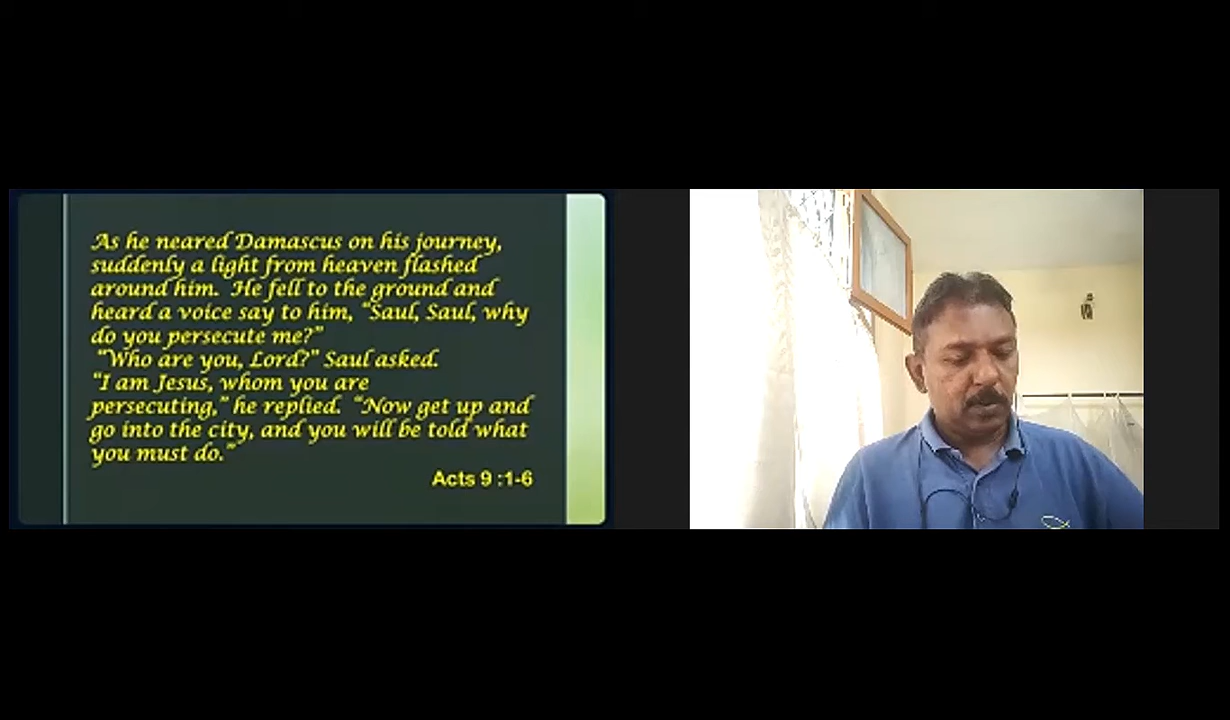 As he neared Damascus on his journey,
suddenly a light from heaven flashed
around him. He fell to the ground and
heard a voice say to him, "Saul, Saul, why
do you persecute me?"
"Who are you, Lord?" Saul asked.
"I am Jesus, whom you are
persecuting," he replied. "Now get up and
go into the city, and you will be told what
you must do."
Acts 9 :1-6